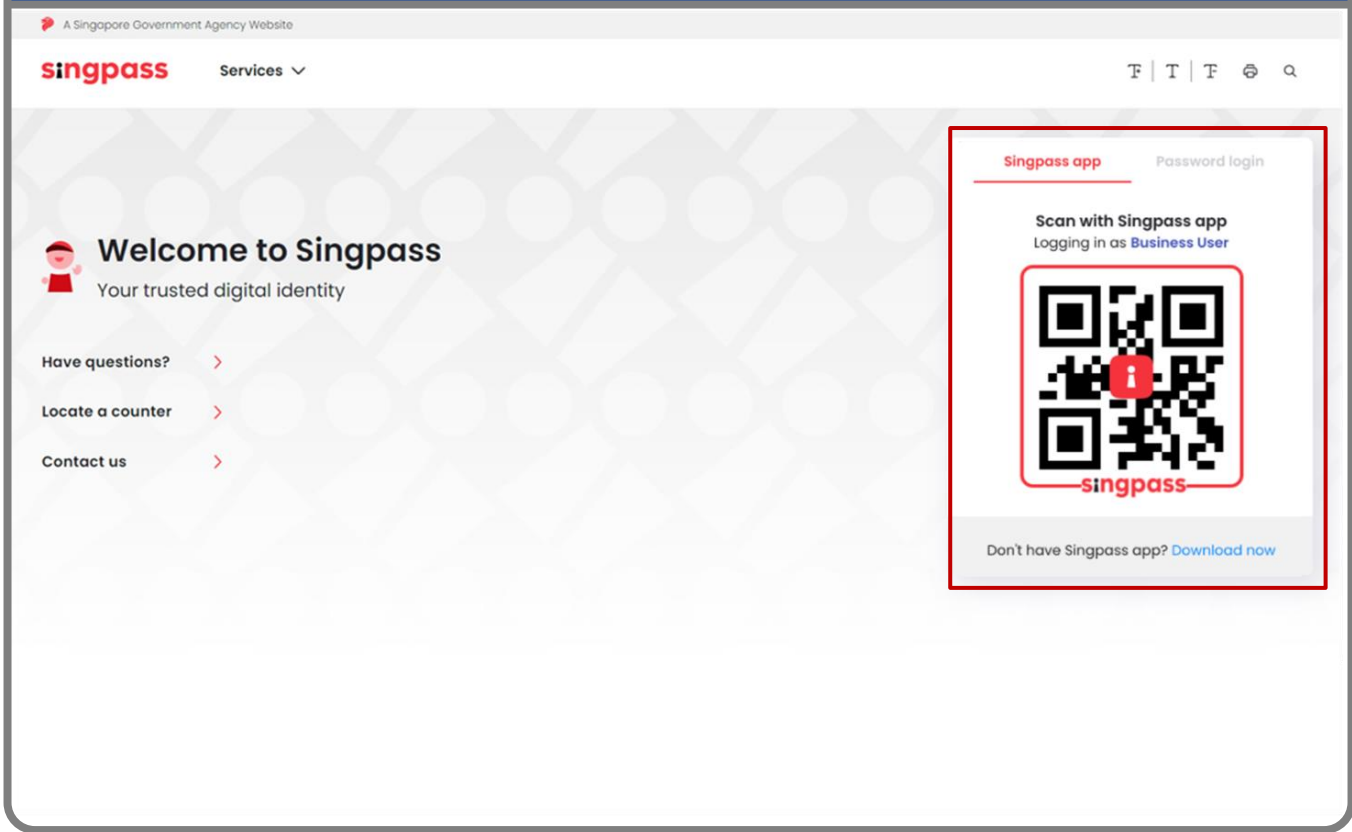 A Singapore Government Agency Website
singpass
Services
T+ | T | T-
Welcome to Singpass
Your trusted digital identity
Have questions?
Locate a counter
Contact us
Singpass app
Password login
Scan with Singpass app
Logging in as Business User
singpass
Don't have Singpass app? Download now